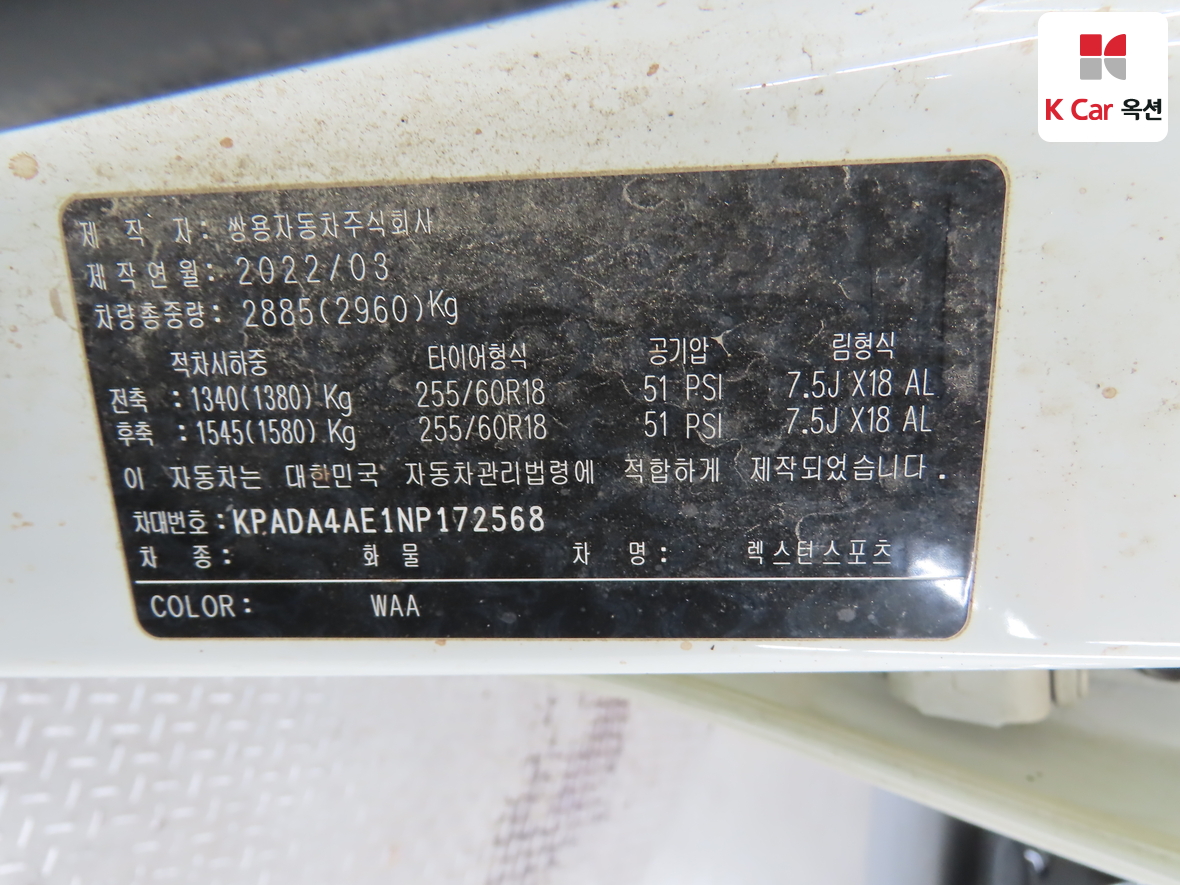 K Car 옥션
제 작 자 : 쌍용자동차주식회사
제작연월 : 2022/03
차량총중량 : 2885(2960)Kg
적차시하중 타이어형식 공기압 림형식
전축 : 1340(1380) Kg 255/60R18 51 PSI 7.5J X18 AL
후축 : 1545(1580) Kg 255/60R18 51 PSI 7.5J X18 AL
이 자동차는 대한민국 자동차관리법령에 적합하게 제작되었습니다 .
차대번호 : KPADA4AE1NP172568
차 종 : 화 물 차 명 : 렉스턴스포츠
COLOR : WAA